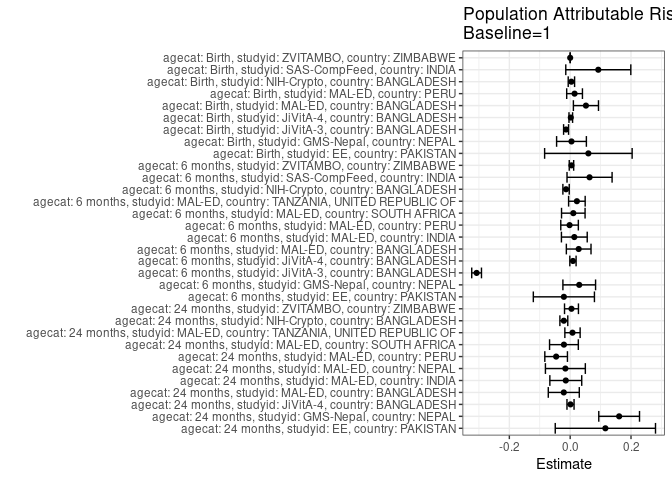 Population Attributable Ris
Baseline=1
agecat: Birth, studyid: ZVITAMBO, country: ZIMBABWE
agecat: Birth, studyid: SAS-CompFeed, country: INDIA
agecat: Birth, studyid: NIH-Crypto, country: BANGLADESH
agecat: Birth, studyid: MAL-ED, country: PERU
agecat: Birth, studyid: MAL-ED, country: BANGLADESH
agecat: Birth, studyid: JiVitA-4, country: BANGLADESH
agecat: Birth, studyid: JiVitA-3, country: BANGLADESH
agecat: Birth, studyid: GMS-Nepal, country: NEPAL
agecat: Birth, studyid: EE, country: PAKISTAN
agecat: 6 months, studyid: ZVITAMBO, country: ZIMBABWE
agecat: 6 months, studyid: SAS-CompFeed, country: INDIA
agecat: 6 months, studyid: NIH-Crypto, country: BANGLADESH
agecat: 6 months, studyid: MAL-ED, country: TANZANIA, UNITED REPUBLIC OF
agecat: 6 months, studyid: MAL-ED, country: SOUTH AFRICA
agecat: 6 months, studyid: MAL-ED, country: PERU
agecat: 6 months, studyid: MAL-ED, country: INDIA
agecat: 6 months, studyid: MAL-ED, country: BANGLADESH
agecat: 6 months, studyid: JiVitA-4, country: BANGLADESH
agecat: 6 months, studyid: JiVitA-3, country: BANGLADESH
agecat: 6 months, studyid: GMS-Nepal, country: NEPAL
agecat: 6 months, studyid: EE, country: PAKISTAN
agecat: 24 months, studyid: ZVITAMBO, country: ZIMBABWE
agecat: 24 months, studyid: NIH-Crypto, country: BANGLADESH
agecat: 24 months, studyid: MAL-ED, country: TANZANIA, UNITED REPUBLIC OF
agecat: 24 months, studyid: MAL-ED, country: SOUTH AFRICA
agecat: 24 months, studyid: MAL-ED, country: PERU
agecat: 24 months, studyid: MAL-ED, country: NEPAL
agecat: 24 months, studyid: MAL-ED, country: INDIA
agecat: 24 months, studyid: MAL-ED, country: BANGLADESH
agecat: 24 months, studyid: JiVitA-4, country: BANGLADESH
agecat: 24 months, studyid: GMS-Nepal, country: NEPAL
agecat: 24 months, studyid: EE, country: PAKISTAN
-0.2 0.0 0.2
Estimate